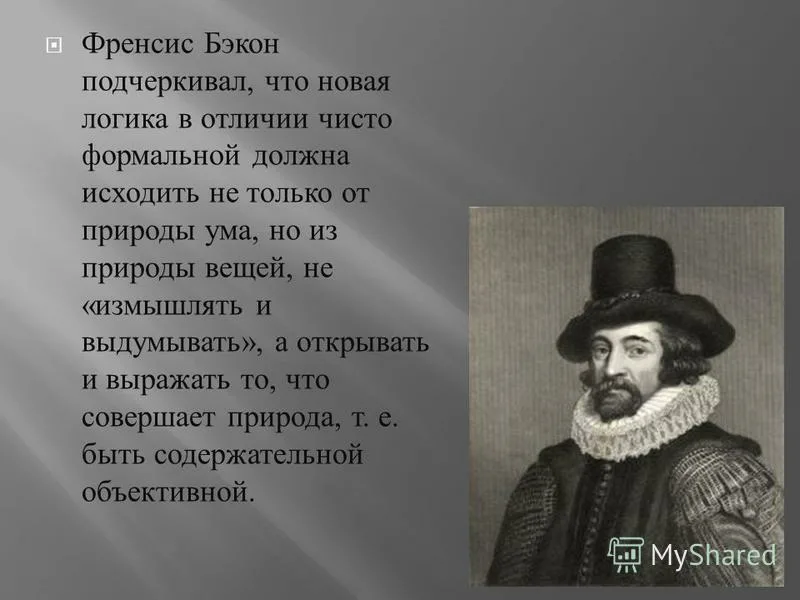 Френсис Бэкон
подчеркивал, что новая
логика в отличии чисто
формальной должна
исходить не только от
природы ума, но из
природы вещей, не
«измышлять и
выдумывать», а открывать
и выражать то, что
совершает природа, т. е.
быть содержательной
объективной.
MyShared